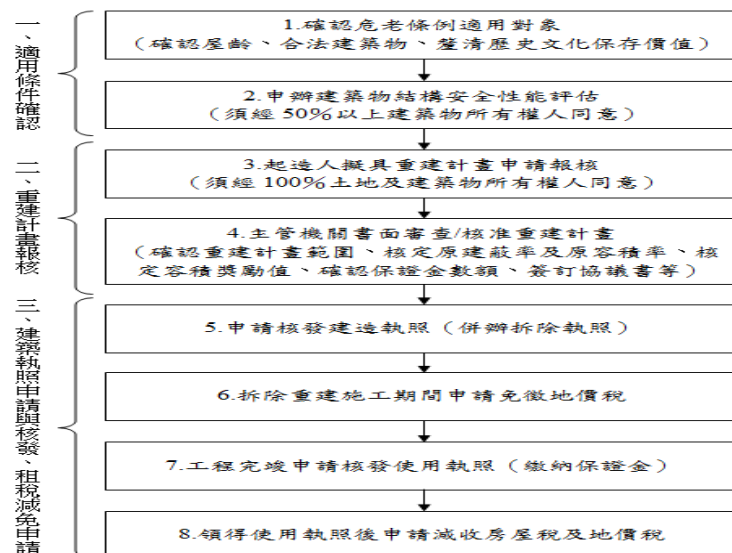 一、適用條件確認
1.確認危老條例適用對象
(確認屋齡、合法建築物、釐清歷史文化保存價值)
2.申辦建築物結構安全性能評估
(須經 50%以上建築物所有權人同意)
二、重建計畫報核
3.起造人擬具重建計畫申請報核
(須經 100%土地及建築物所有權人同意)
4.主管機關書面審查/核准重建計畫
(確認重建計畫範圍、核定原建蔽率及原容積率、核
定容積獎勵值、確認保證金數額、簽訂協議書等)
三、建築執照申請與核發、租稅減免申請
5.申請核發建造執照(併辦拆除執照)
6.拆除重建施工期間申請免徵地價稅
7.工程完竣申請核發使用執照(繳納保證金)
8.領得使用執照後申請減收房屋稅及地價稅